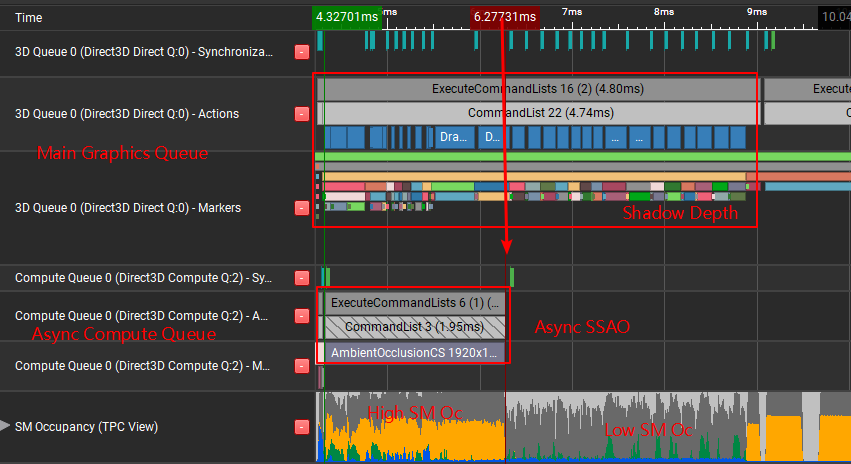 Time
4.32701ms
ms
6.27731ms
7ms
8ms
9ms
10.04
3D Queue 0 (Direct3D Direct Q:0) - Synchroniza...
3D Queue 0 (Direct3D Direct Q:0) - Actions
ExecuteCommandLists 16 (2) (4.80ms)
Execute
CommandList 22 (4.74ms)
Dra...
D...
...
...
Main Graphics Queue
3D Queue 0 (Direct3D Direct Q:0) - Markers
Shadow Depth
Compute Queue 0 (Direct3D Compute Q:2) - Sy...
Compute Queue 0 (Direct3D Compute Q:2) - A...
ExecuteCommandLists 6 (1) (...
CommandList 3 (1.95ms)
Async SSAO
Async Compute Queue
Compute Queue 0 (Direct3D Compute Q:2) - M...
AmbientOcclusionCS 1920x1...
SM Occupancy (TPC View)
High SM Oc
Low SM Oc